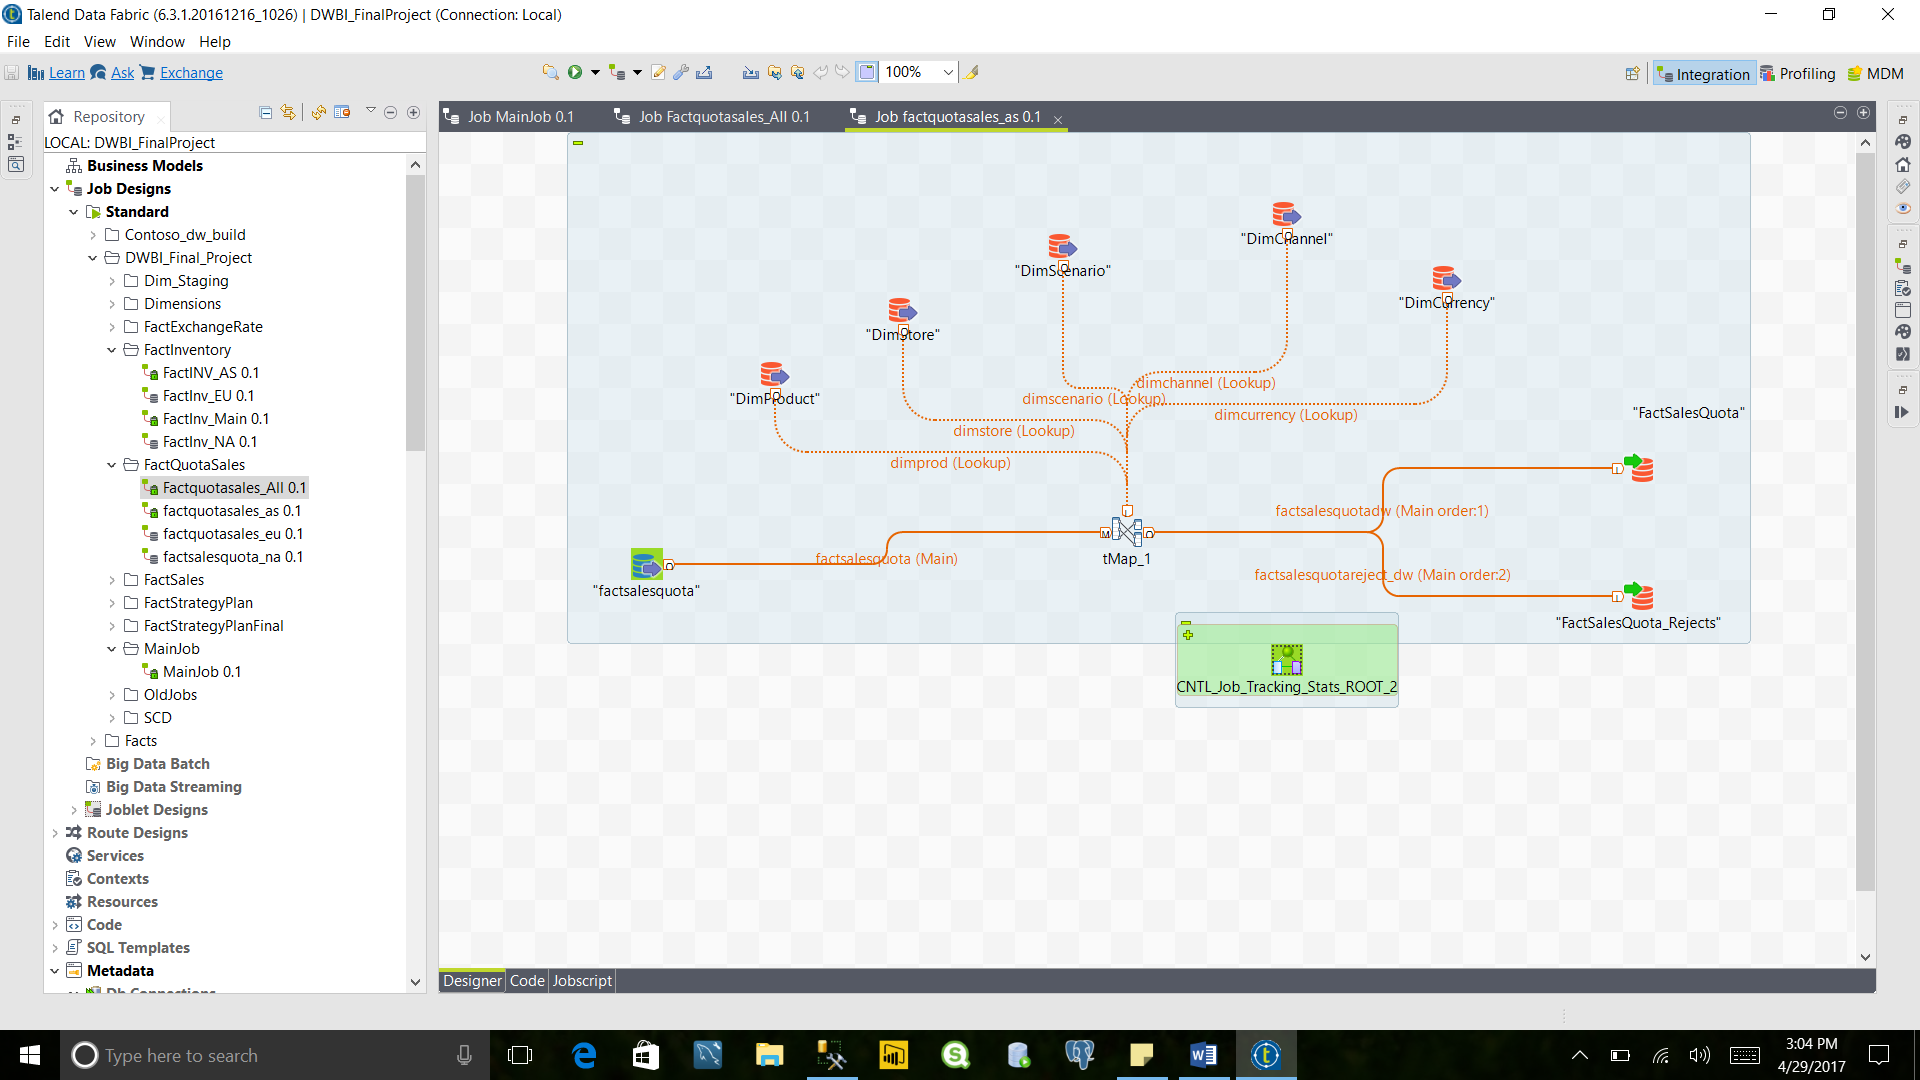 Talend Data Fabric (6.3.1.20161216_1026) | DWBI_FinalProject (Connection: Local)
File Edit View Window Help
Learn Ask Exchange
100%
Integration Profiling MDM
Repository
LOCAL: DWBI_FinalProject
Business Models
Job Designs
Standard
Contoso_dw_build
DWBI_Final_Project
Dim_Staging
Dimensions
FactExchangeRate
FactInventory
FactINV_AS 0.1
FactInv_EU 0.1
FactInv_Main 0.1
FactInv_NA 0.1
FactQuotaSales
Factquotasales_All 0.1
factquotasales_as 0.1
factquotasales_eu 0.1
factsalesquota_na 0.1
FactSales
FactStrategyPlan
FactStrategyPlanFinal
MainJob
MainJob 0.1
OldJobs
SCD
Facts
Big Data Batch
Big Data Streaming
Joblet Designs
Route Designs
Services
Contexts
Resources
Code
SQL Templates
Metadata
Db Connections
Job MainJob 0.1
Job Factquotasales_All 0.1
Job factquotasales_as 0.1
"DimChannel"
"DimScenario"
"DimCurrency"
"DimStore"
"DimProduct"
dimchannel (Lookup)
dimscenario (Lookup)
dimcurrency (Lookup)
dimstore (Lookup)
dimprod (Lookup)
"FactSalesQuota"
factsalesquotadw (Main order:1)
factsalesquota (Main)
tMap_1
factsalesquotareject_dw (Main order:2)
"factsalesquota"
"FactSalesQuota_Rejects"
CNTL_Job_Tracking_Stats_ROOT_2
Designer Code Jobscript
Type here to search
3:04 PM
4/29/2017